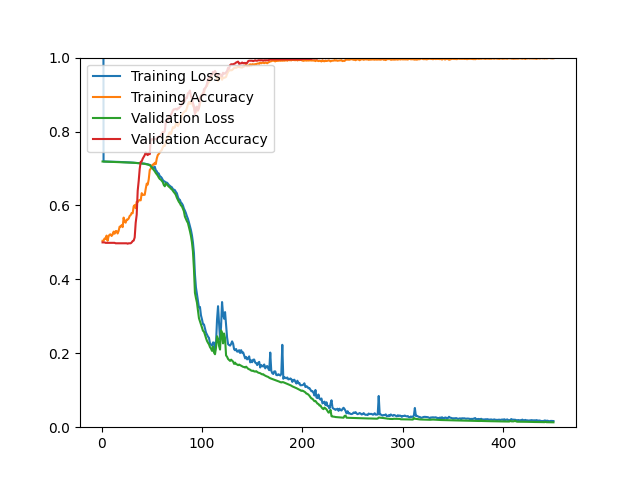 1.0
0.8
0.6
0.4
0.2
0.0
Training Loss
Training Accuracy
Validation Loss
Validation Accuracy
0 100 200 300 400